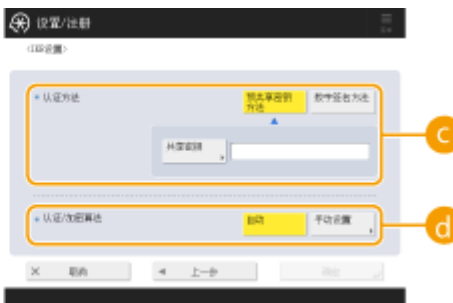 设置/注册
<IKE设置>
认证方法
预共享密钥
方法
数字签名方法
共享密钥
c
认证/加密算法
自动
手动设置
d
× 取消
◄ 上一步